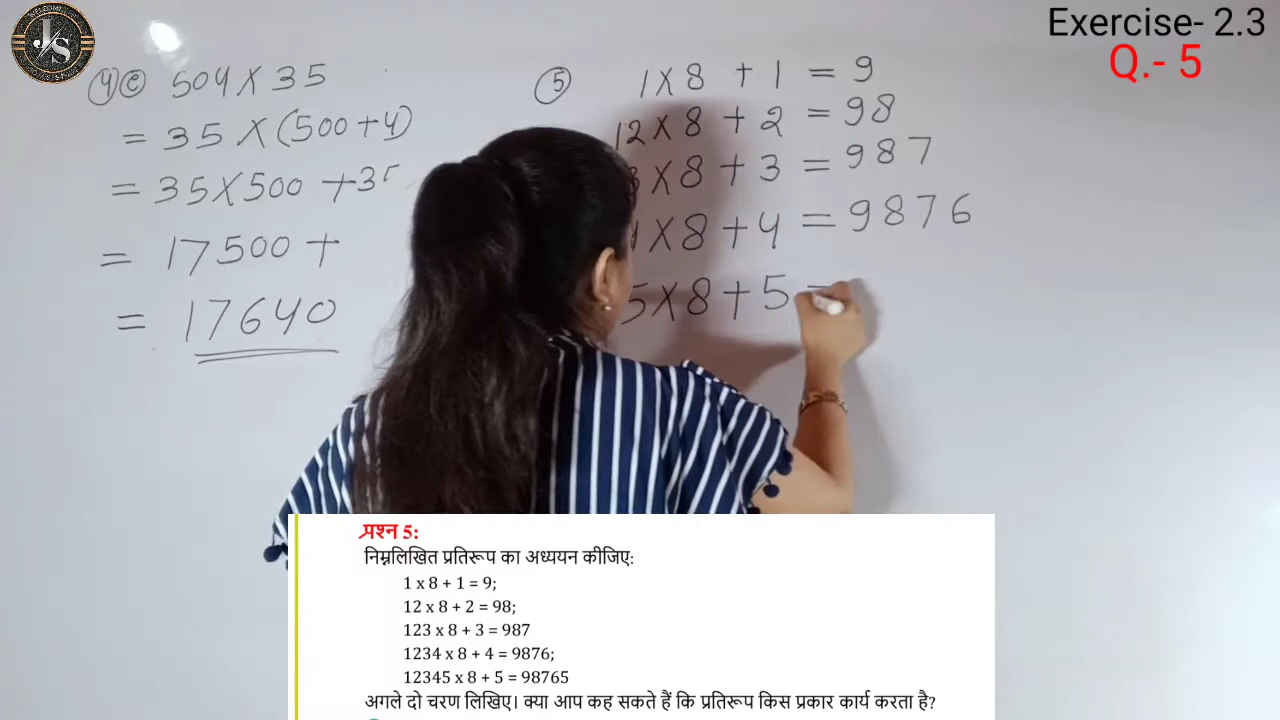 WELCOME
J/S
Exercise- 2.3
Q.- 5
4 c 504 X 35
= 35 X (500 + 4)
= 35 X 500 + 35
= 17500 +
= 17640
5 1 X 8 + 1 = 9
12 X 8 + 2 = 98
3 X 8 + 3 = 987
X 8 + 4 = 9876
5 X 8 + 5 =
प्रश्न 5:
निम्नलिखित प्रतिरूप का अध्ययन कीजिए:
1 x 8 + 1 = 9;
12 x 8 + 2 = 98;
123 x 8 + 3 = 987
1234 x 8 + 4 = 9876;
12345 x 8 + 5 = 98765
अगले दो चरण लिखिए। क्या आप कह सकते हैं कि प्रतिरूप किस प्रकार कार्य करता है?